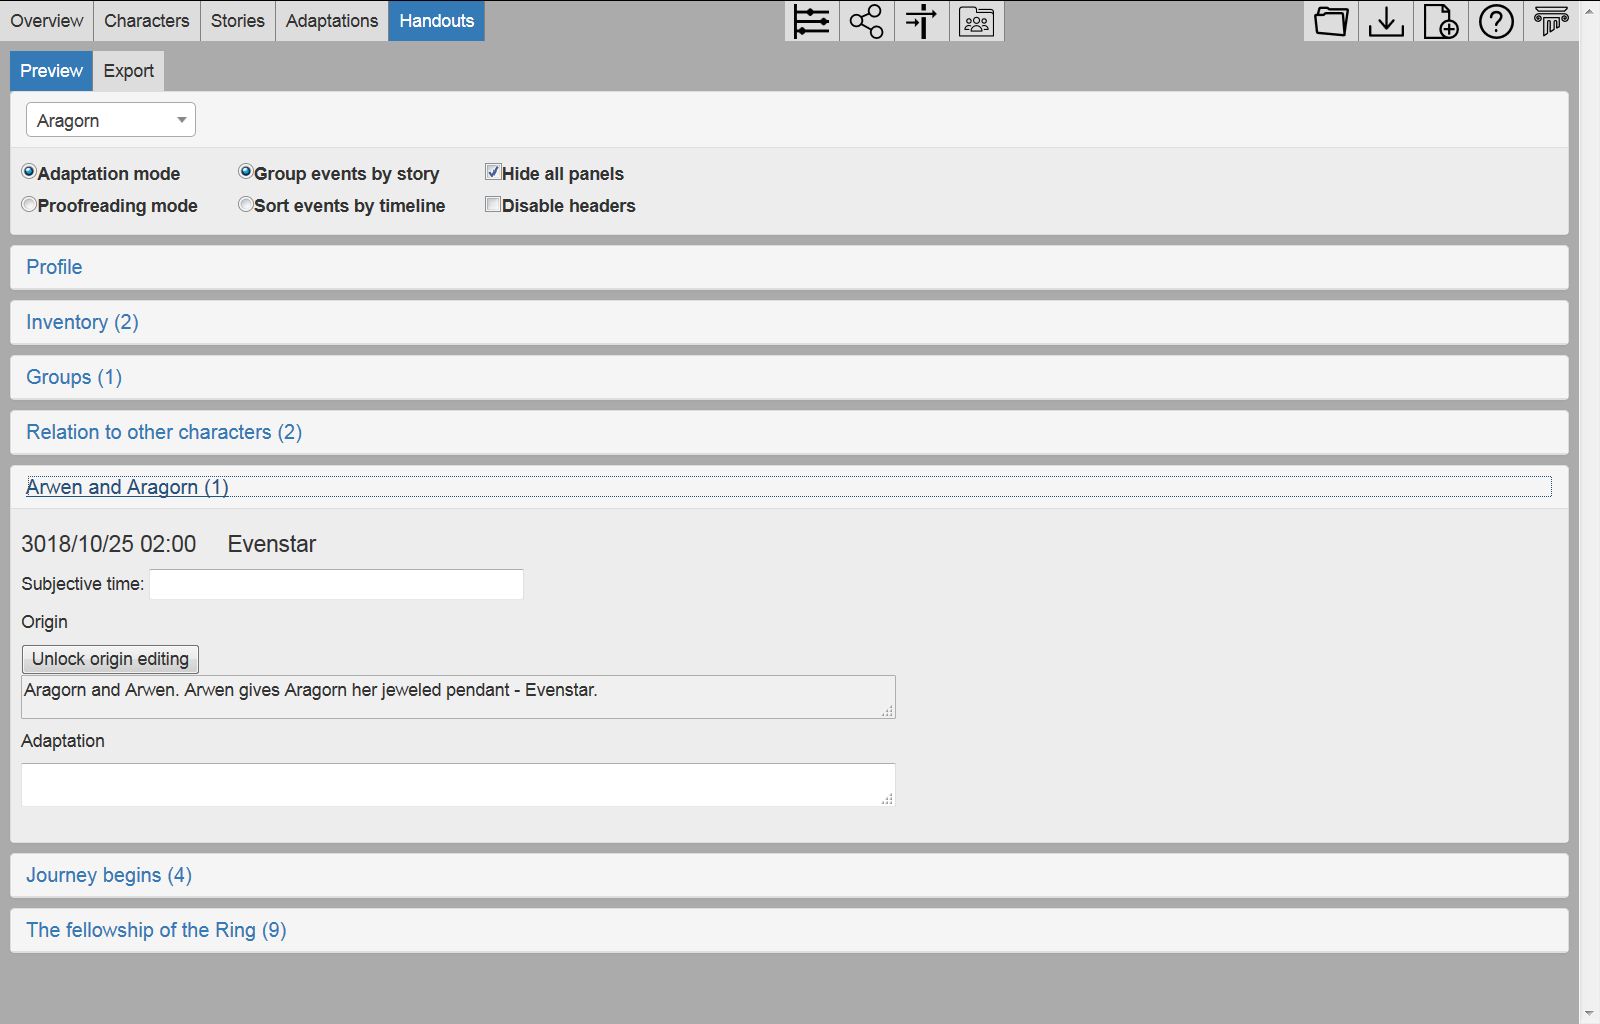 Overview Characters Stories Adaptations Handouts
Preview Export
Aragorn
Adaptation mode Group events by story Hide all panels
Proofreading mode Sort events by timeline Disable headers
Profile
Inventory (2)
Groups (1)
Relation to other characters (2)
Arwen and Aragorn (1)
3018/10/25 02:00 Evenstar
Subjective time:
Origin
Unlock origin editing
Aragorn and Arwen. Arwen gives Aragorn her jeweled pendant - Evenstar.
Adaptation
Journey begins (4)
The fellowship of the Ring (9)